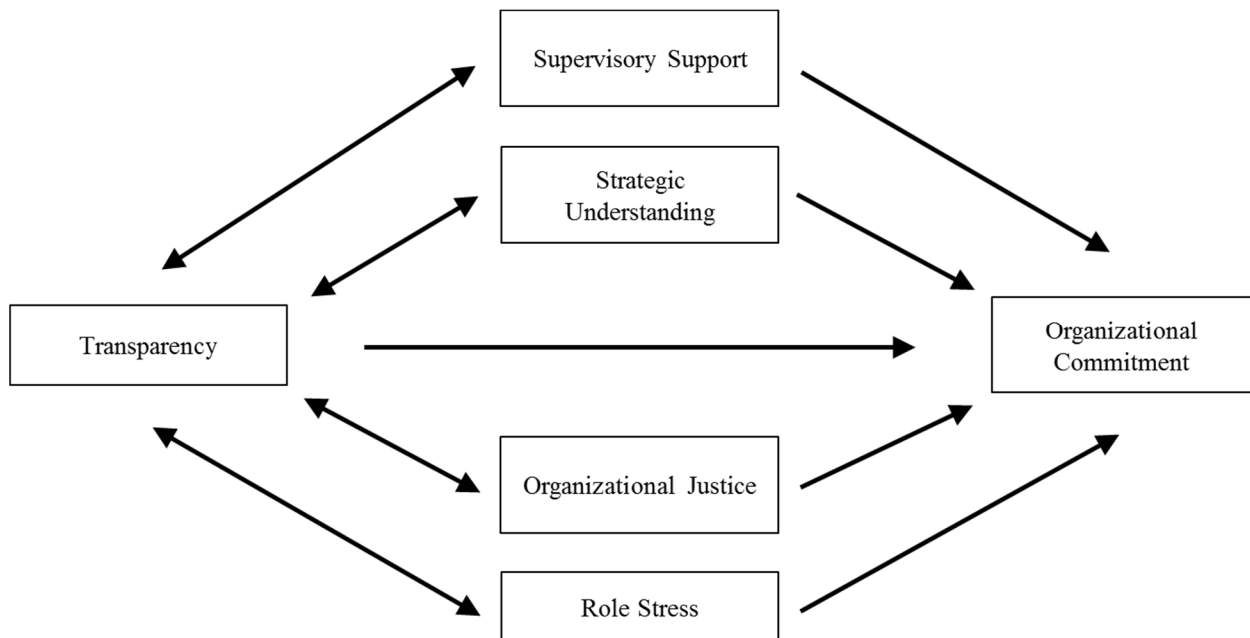 Supervisory Support
Strategic
Understanding
Transparency
Organizational
Commitment
Organizational Justice
Role Stress